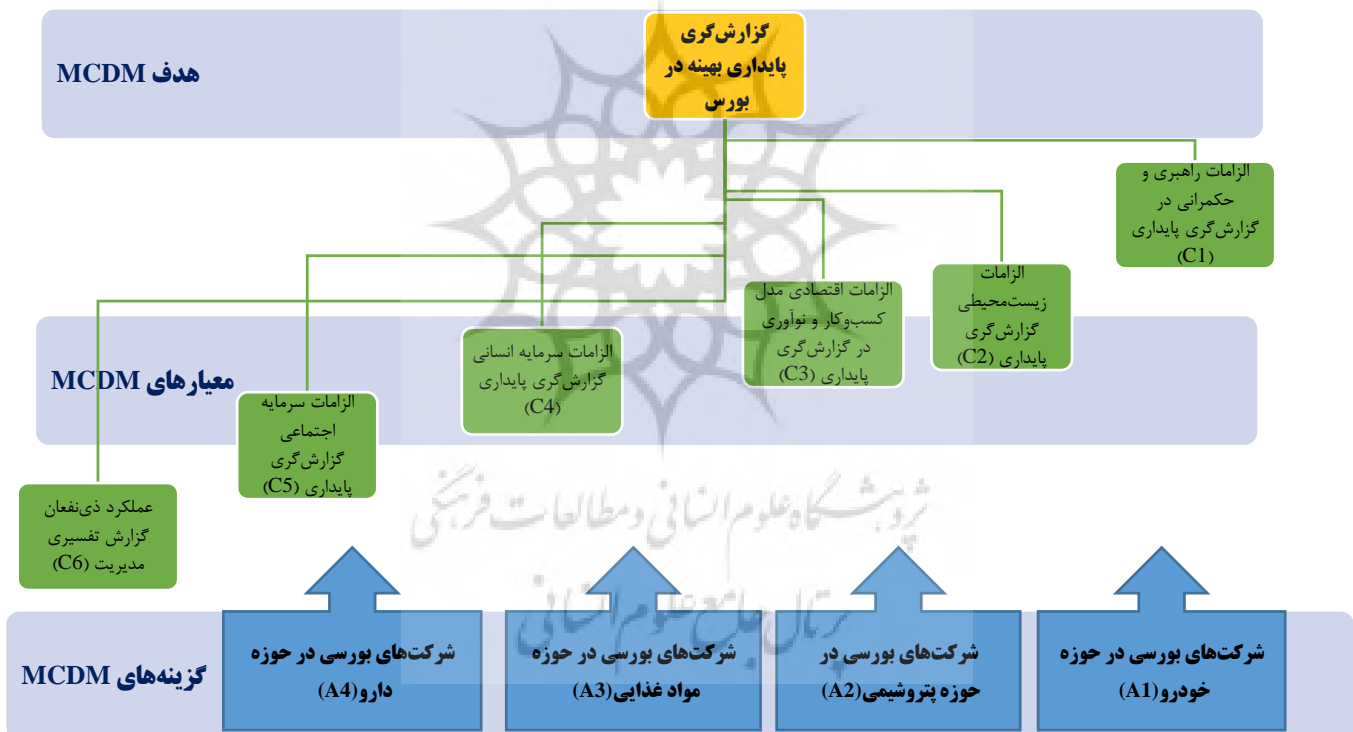 گزارش‌گری
پایداری بهینه در
بورس
هدف MCDM
الزامات راهبری و
حکمرانی در
گزارش‌گری پایداری
(C1)
الزامات
زیست‌محیطی
گزارش‌گری
پایداری (C2)
الزامات اقتصادی مدل
کسب‌وکار و نوآوری
در گزارش‌گری
پایداری (C3)
الزامات سرمایه انسانی
گزارش‌گری پایداری
(C4)
الزامات سرمایه
اجتماعی
گزارش‌گری
پایداری (C5)
عملکرد ذی‌نفعان
گزارش تفسیری
مدیریت (C6)
معیارهای MCDM
پژوهشگاه علوم انسانی و مطالعات فرهنگی
پرتال جامع علوم انسانی
شرکت‌های بورسی در حوزه
خودرو(A1)
شرکت‌های بورسی در
حوزه پتروشیمی(A2)
شرکت‌های بورسی در حوزه
مواد غذایی(A3)
شرکت‌های بورسی در حوزه
دارو(A4)
گزینه‌های MCDM